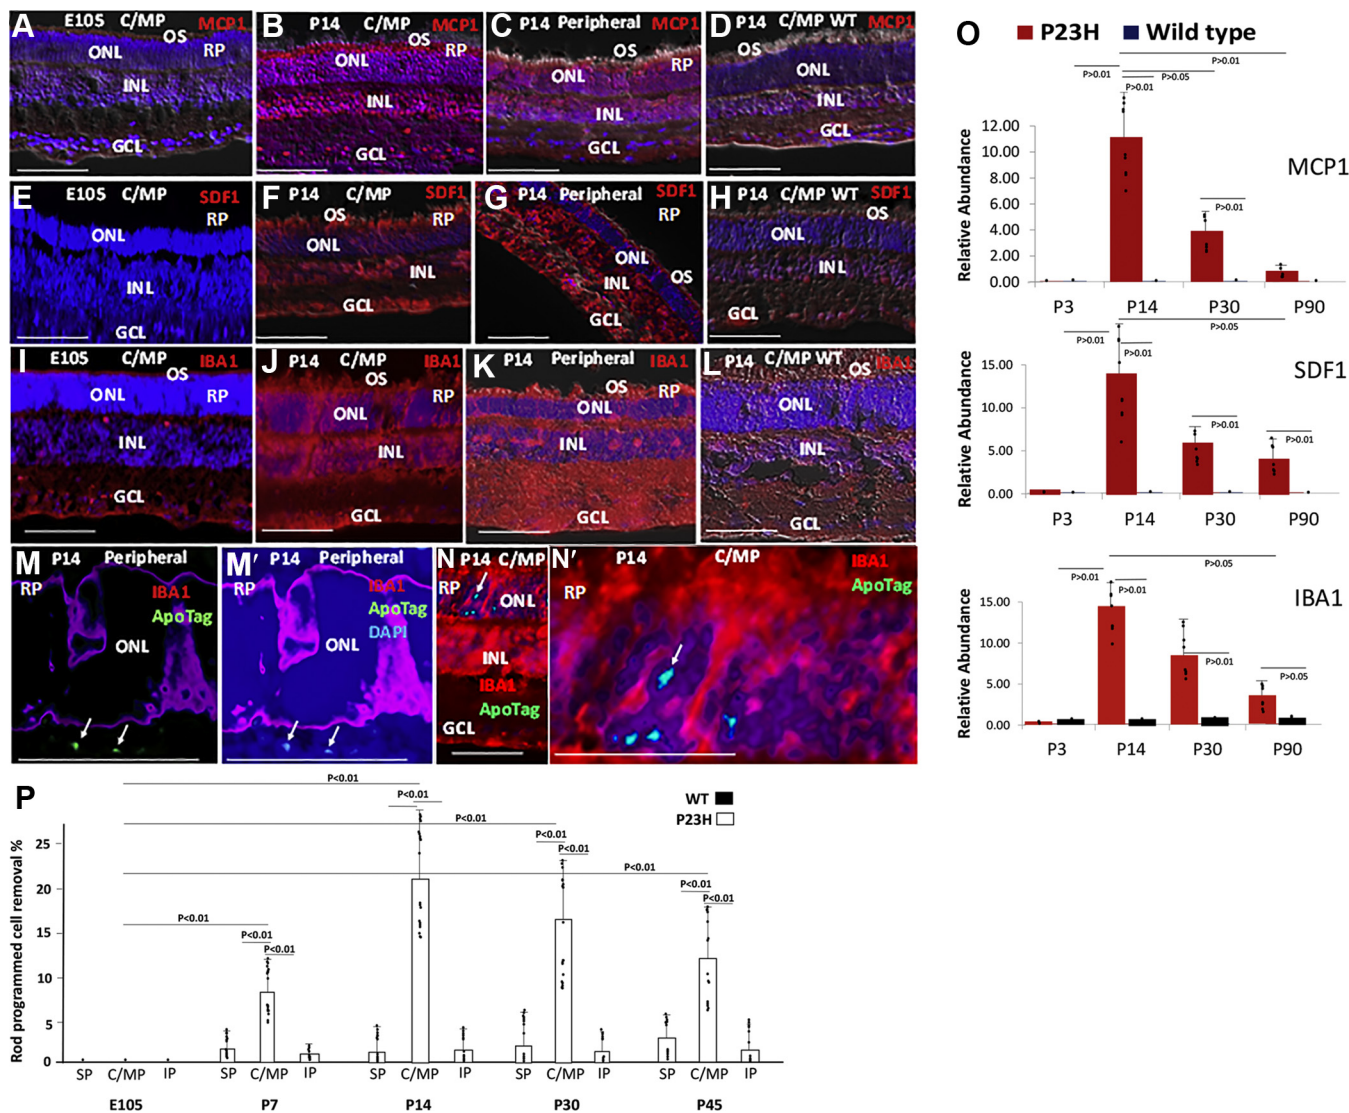 A E105 C/MP MCP1
OS
ONL RP
INL
GCL
B P14 C/MP MCP1
OS
ONL RP
INL
GCL
C P14 Peripheral MCP1
OS
ONL RP
INL
GCL
D P14 C/MP WT MCP1
OS
ONL
INL
GCL
E E105 C/MP SDF1
RP
ONL
INL
GCL
F P14 C/MP SDF1
OS RP
ONL
INL
GCL
G P14 Peripheral SDF1
RP
ONL
OS
INL
GCL
H P14 C/MP WT SDF1
OS
ONL
INL
GCL
I E105 C/MP IBA1
OS
ONL RP
INL
GCL
J P14 C/MP IBA1
OS
RP
ONL
INL
GCL
K P14 Peripheral IBA1
OS
RP
ONL
INL
GCL
L P14 C/MP WT IBA1
OS
ONL
INL
GCL
M P14 Peripheral
RP IBA1
ApoTag
ONL
M′ P14 Peripheral
RP IBA1
ApoTag
DAPI
ONL
N P14 C/MP
RP
ONL
INL
IBA1
ApoTag
GCL
N′ P14 C/MP IBA1
RP ApoTag
O P23H Wild type
P>0.01
P>0.01 P>0.05
P>0.01
12.00
MCP1
10.00
8.00
P>0.01
6.00
4.00
2.00
0.00
Relative Abundance
P3 P14 P30 P90
P>0.05
P>0.01 P>0.01
15.00
SDF1
10.00
P>0.01 P>0.01
5.00
0.00
Relative Abundance
P3 P14 P30 P90
P>0.05
P>0.01
P>0.01
15.00
IBA1
10.00
P>0.01
P>0.05
5.00
0.00
Relative Abundance
P3 P14 P30 P90
P
P<0.01
P<0.01
WT
P23H
P<0.01
P<0.01
P<0.01
P<0.01
P<0.01
P<0.01
P<0.01
P<0.01
P<0.01
Rod programmed cell removal %
25
20
15
10
5
0
SP C/MP IP SP C/MP IP SP C/MP IP SP C/MP IP SP C/MP IP
E105 P7 P14 P30 P45